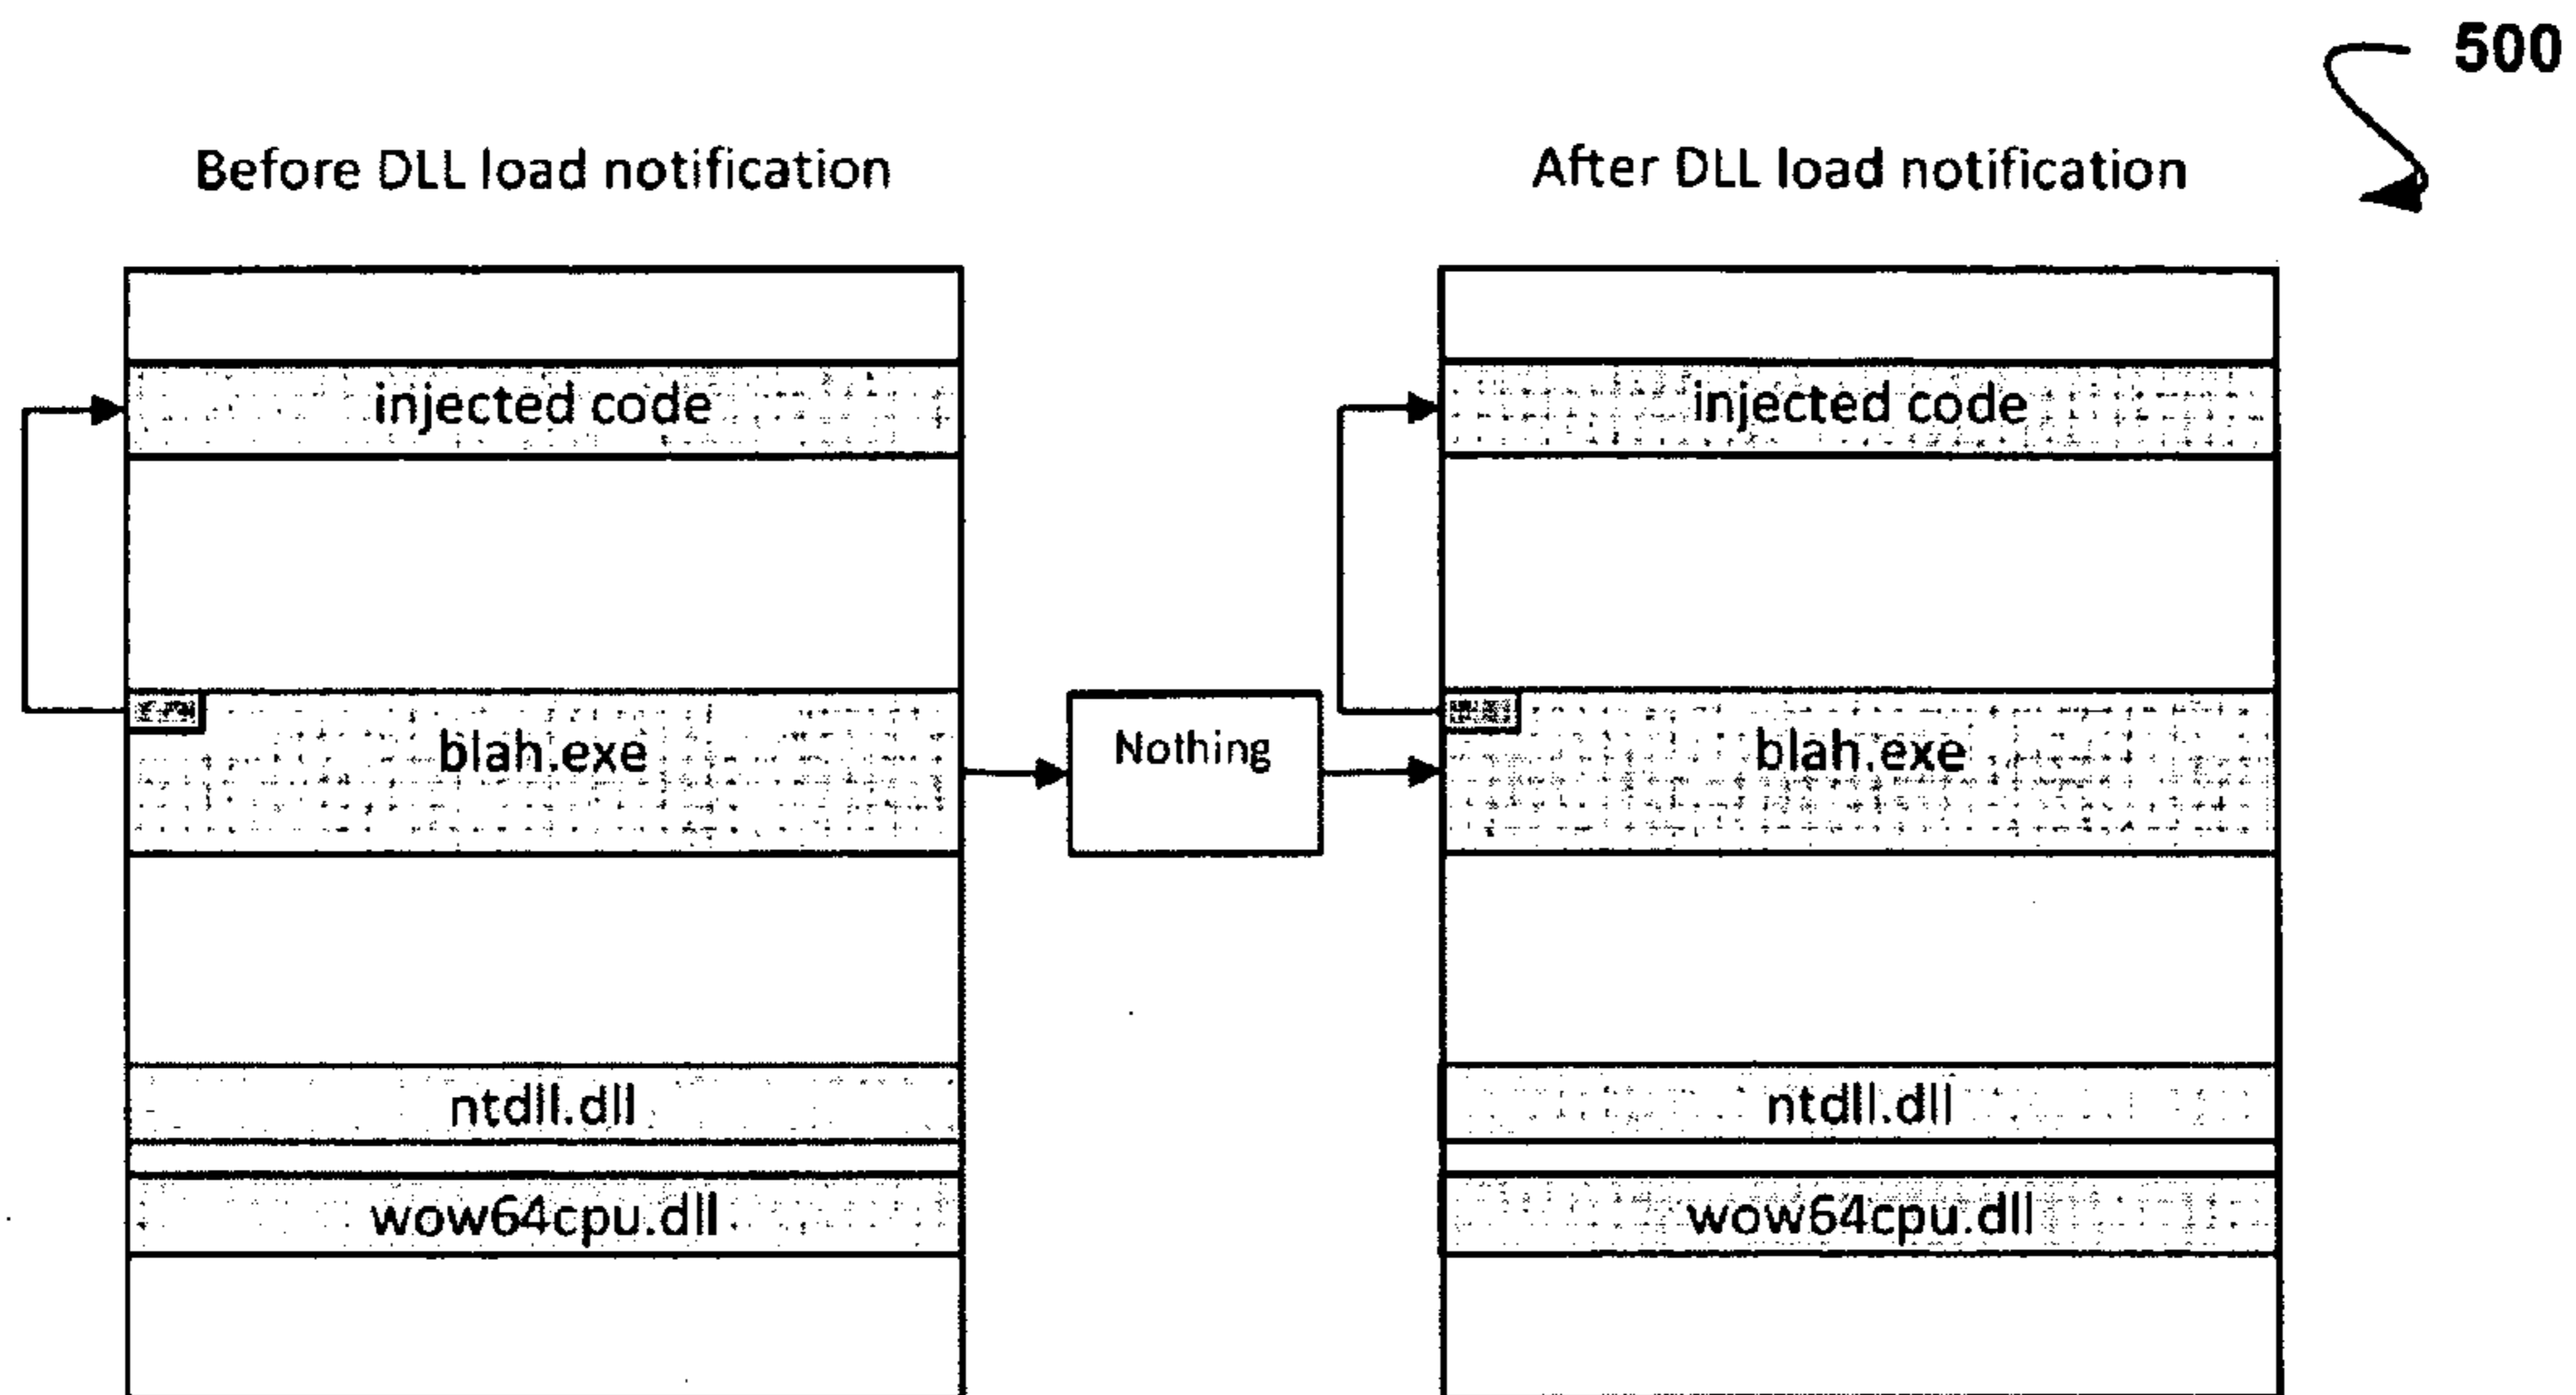 500
Before DLL load notification
After DLL load notification
injected code
injected code
blah.exe
Nothing
blah.exe
ntdll.dll
ntdll.dll
wow64cpu.dll
wow64cpu.dll